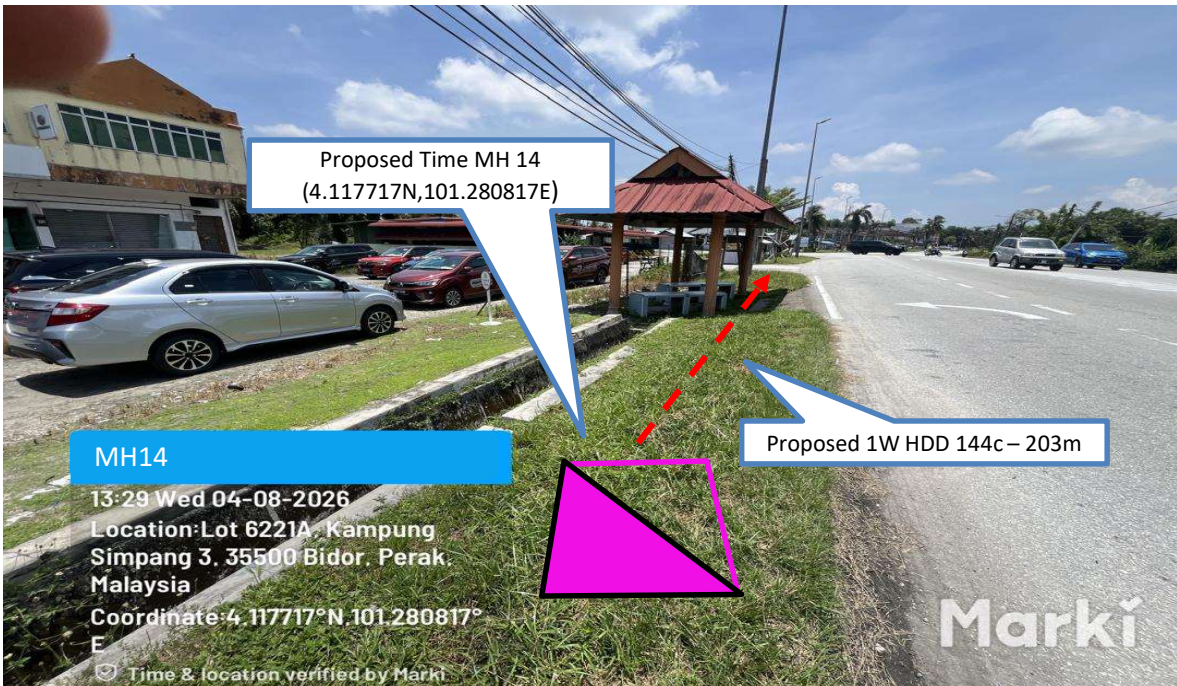 Proposed Time MH 14
(4.117717N,101.280817E)
Proposed 1W HDD 144c – 203m
MH14
13:29 Wed 04-08-2026
Location:Lot 6221A, Kampung
Simpang 3, 35500 Bidor, Perak,
Malaysia
Coordinate:4.117717°N,101.280817°
E
Time & location verified by Marki
Marki